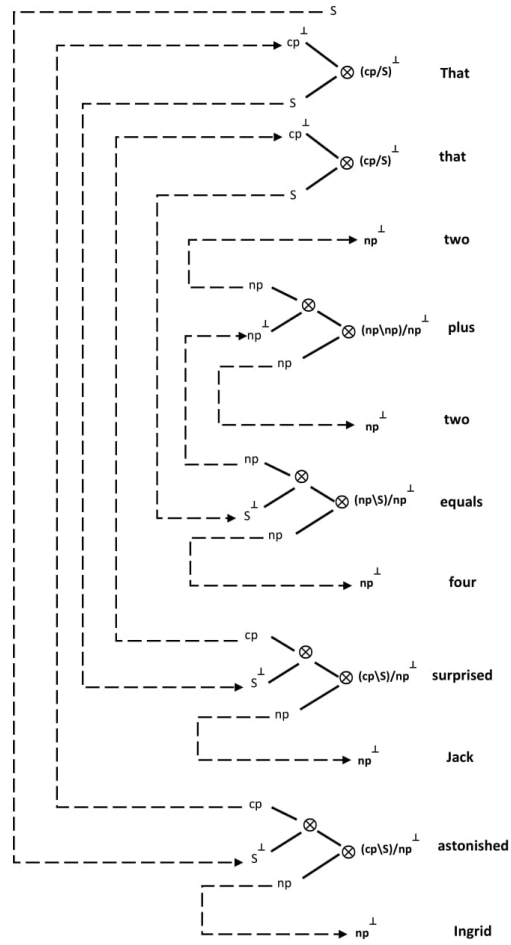 S
cp⊥
⊗ (cp/S)⊥ That
S
cp⊥
⊗ (cp/S)⊥ that
S
np⊥ two
np
⊗
np⊥ ⊗ (np\np)/np⊥ plus
np
np⊥ two
np
⊗
S⊥ ⊗ (np\S)/np⊥ equals
np
np⊥ four
cp
⊗
S⊥ ⊗ (cp\S)/np⊥ surprised
np
np⊥ Jack
cp
⊗
S⊥ ⊗ (cp\S)/np⊥ astonished
np
np⊥ Ingrid